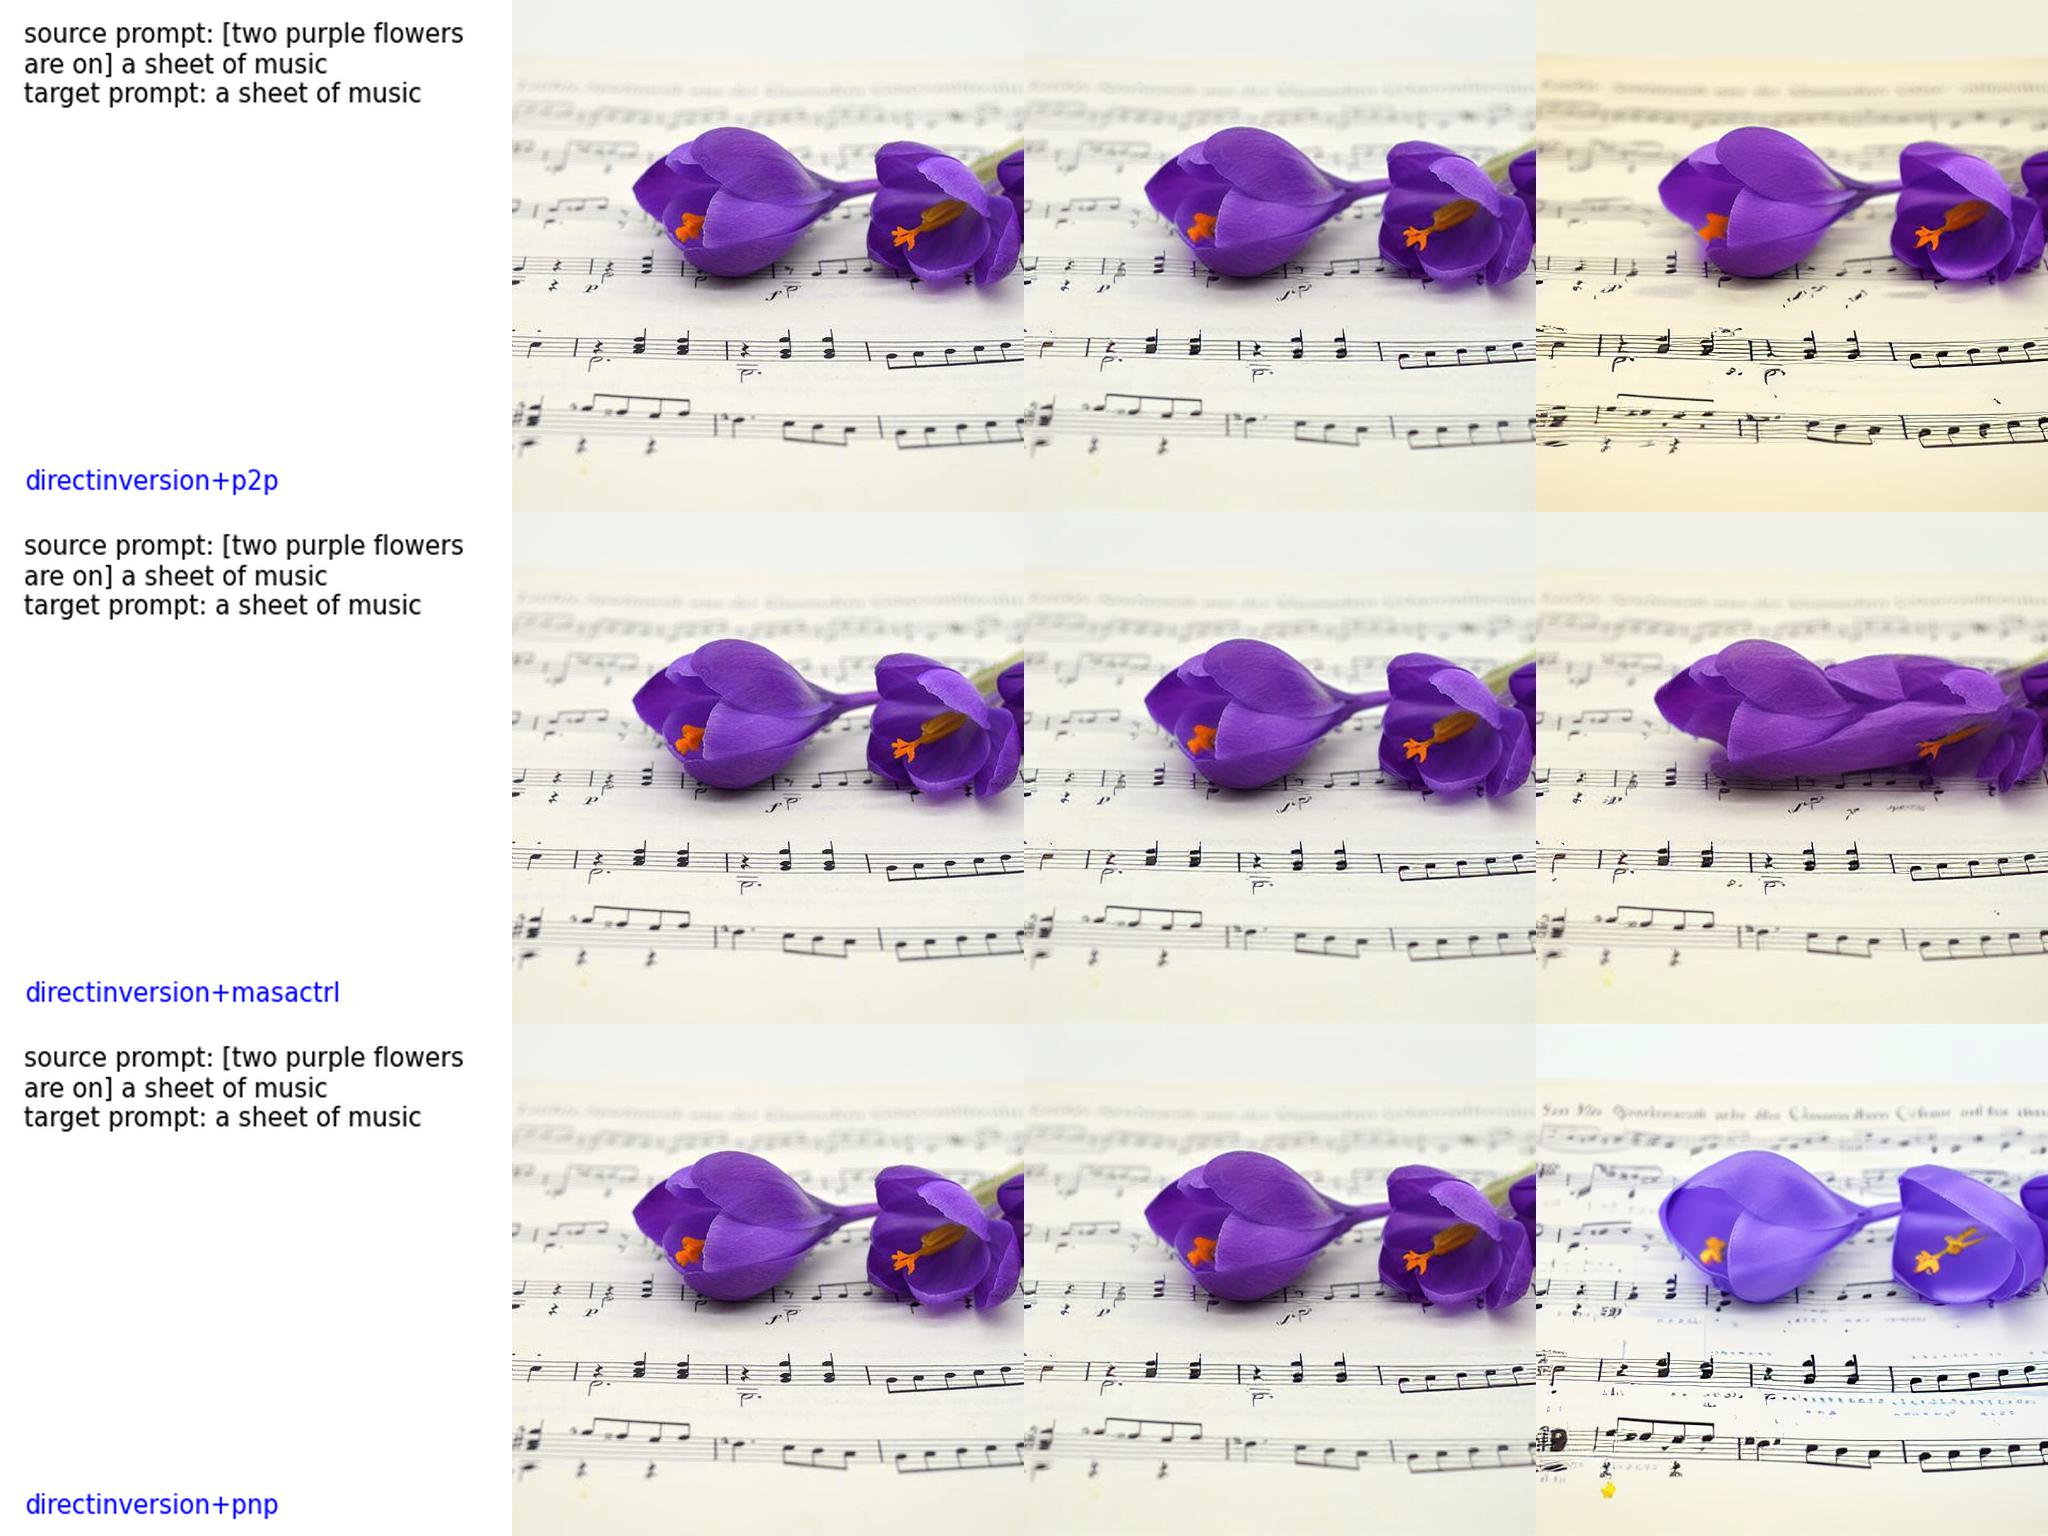 source prompt: [two purple flowers
are on] a sheet of music
target prompt: a sheet of music
directinversion+p2p
source prompt: [two purple flowers
are on] a sheet of music
target prompt: a sheet of music
directinversion+masactrl
source prompt: [two purple flowers
are on] a sheet of music
target prompt: a sheet of music
directinversion+pnp